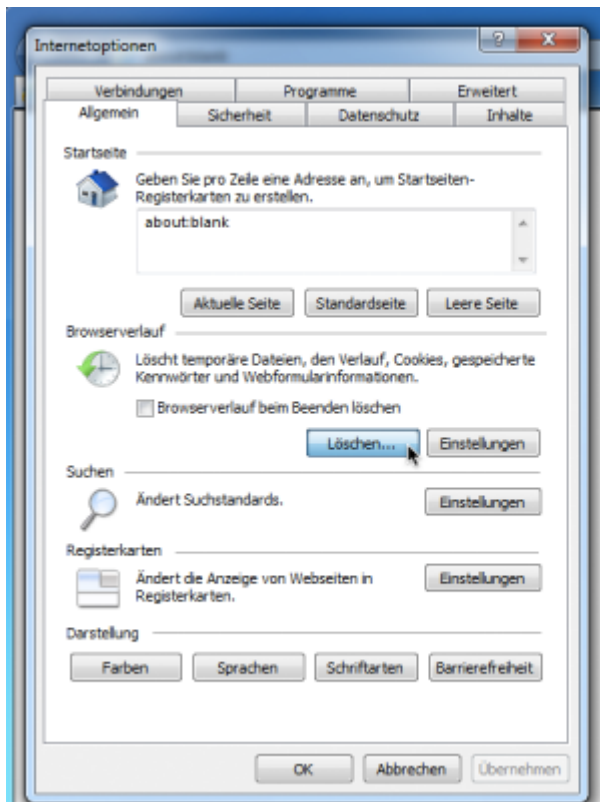 Internetoptionen
Verbindungen Programme Erweitert
Allgemein Sicherheit Datenschutz Inhalte
Startseite
Geben Sie pro Zeile eine Adresse an, um Startseiten-
Registerkarten zu erstellen.
about:blank
Aktuelle Seite Standardseite Leere Seite
Browserverlauf
Löscht temporäre Dateien, den Verlauf, Cookies, gespeicherte
Kennwörter und Webformularinformationen.
Browserverlauf beim Beenden löschen
Löschen... Einstellungen
Suchen
Ändert Suchstandards.
Einstellungen
Registerkarten
Ändert die Anzeige von Webseiten in
Registerkarten.
Einstellungen
Darstellung
Farben Sprachen Schriftarten Barrierefreiheit
OK Abbrechen Übernehmen